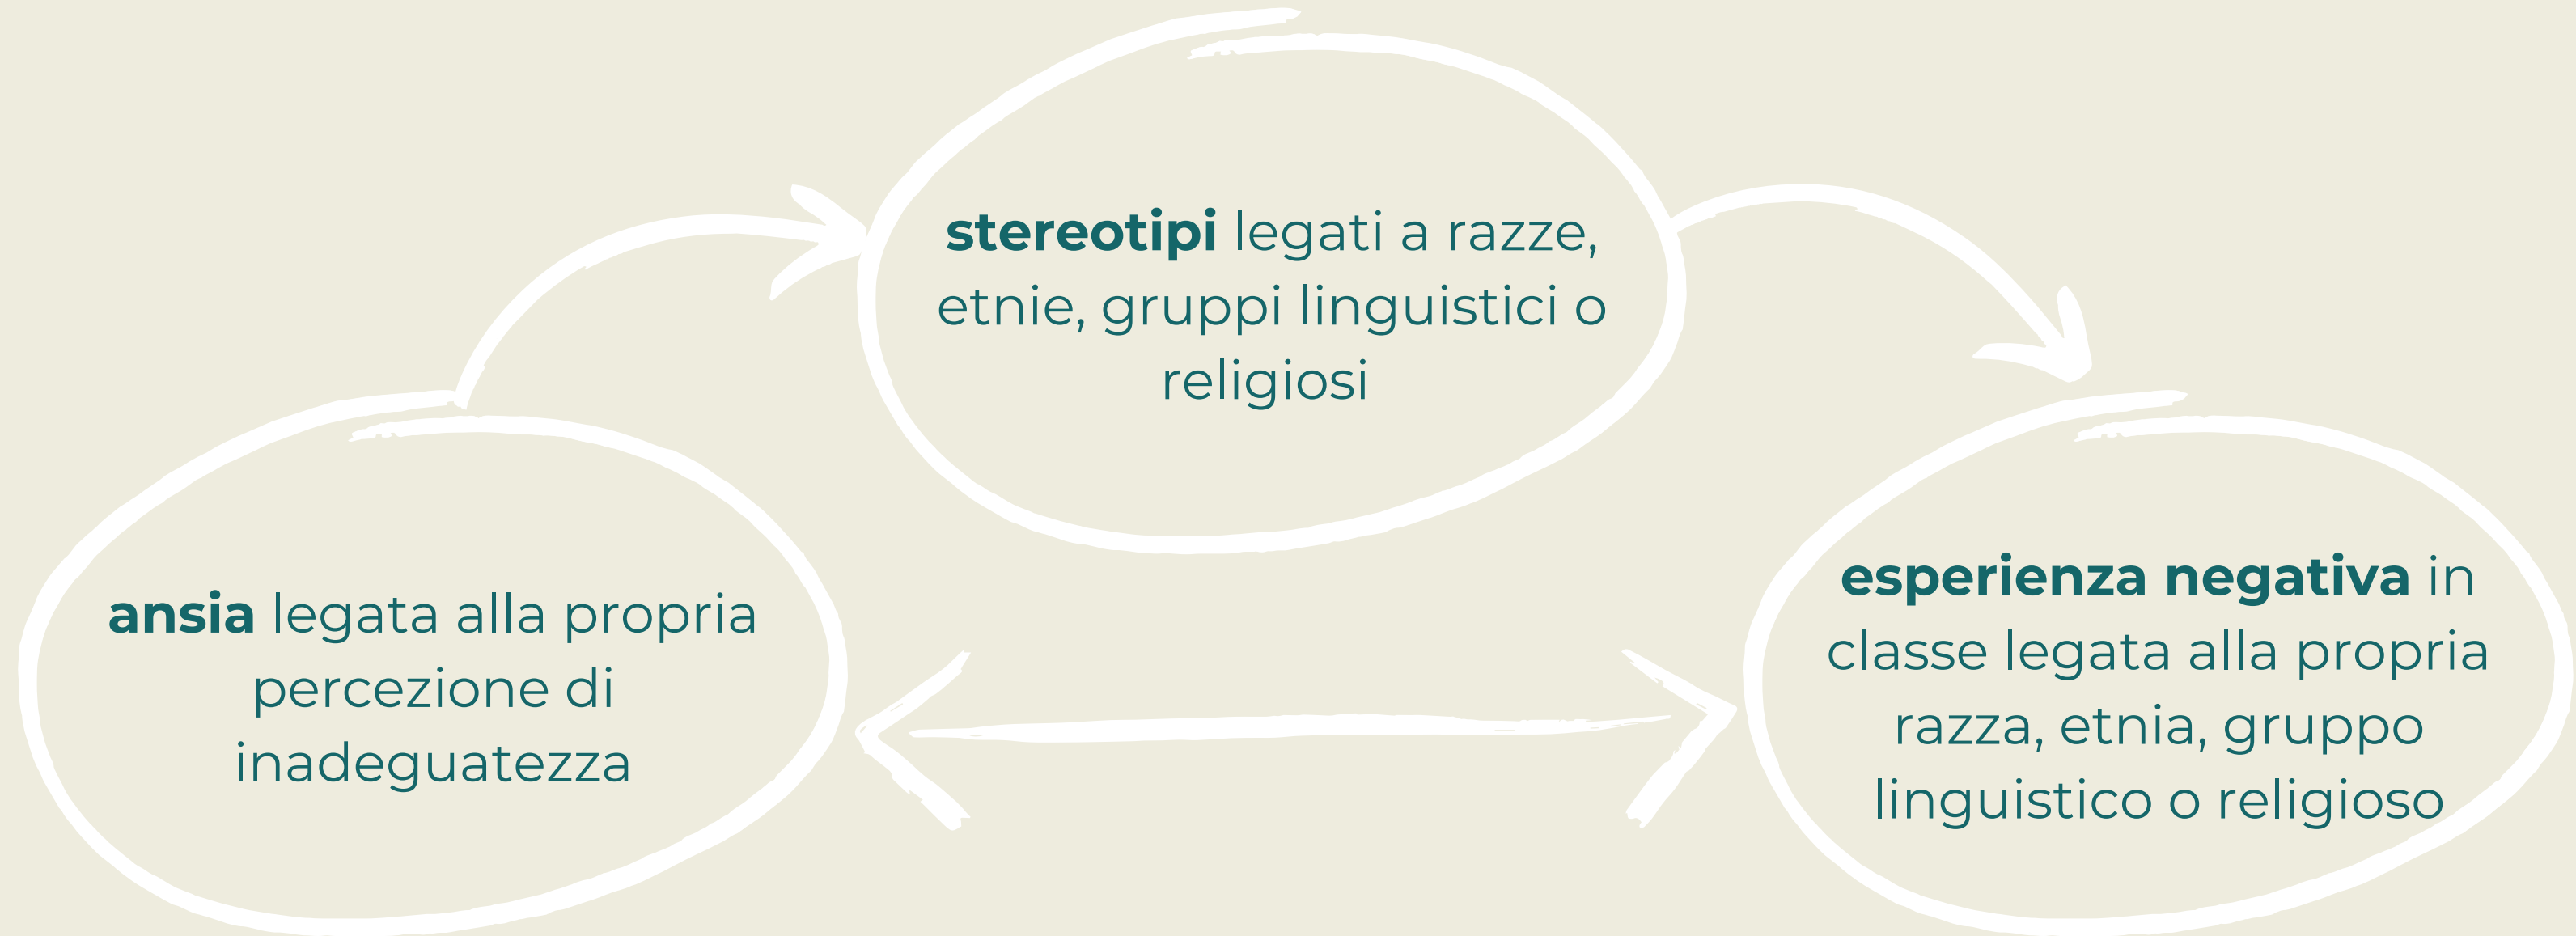 stereotipi legati a razze,
etnie, gruppi linguistici o
religiosi
ansia legata alla propria
percezione di
inadeguatezza
esperienza negativa in
classe legata alla propria
razza, etnia, gruppo
linguistico o religioso